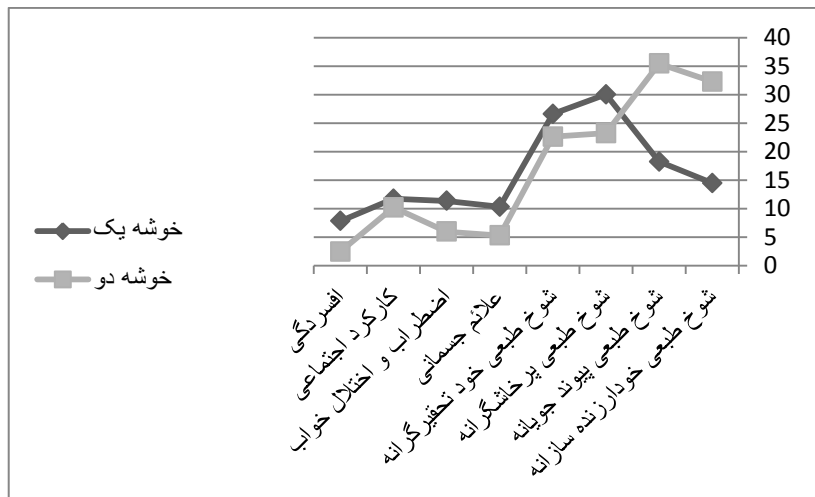 40
35
30
25
20
15
10
5
0
خوشه یک
خوشه دو
شوخ طبعی خودارزنده سازانه
شوخ طبعی پیوند جویانه
شوخ طبعی پرخاشگرانه
شوخ طبعی خود تحقیرگرانه
علائم جسمانی
اضطراب و اختلال خواب
کارکرد اجتماعی
افسردگی